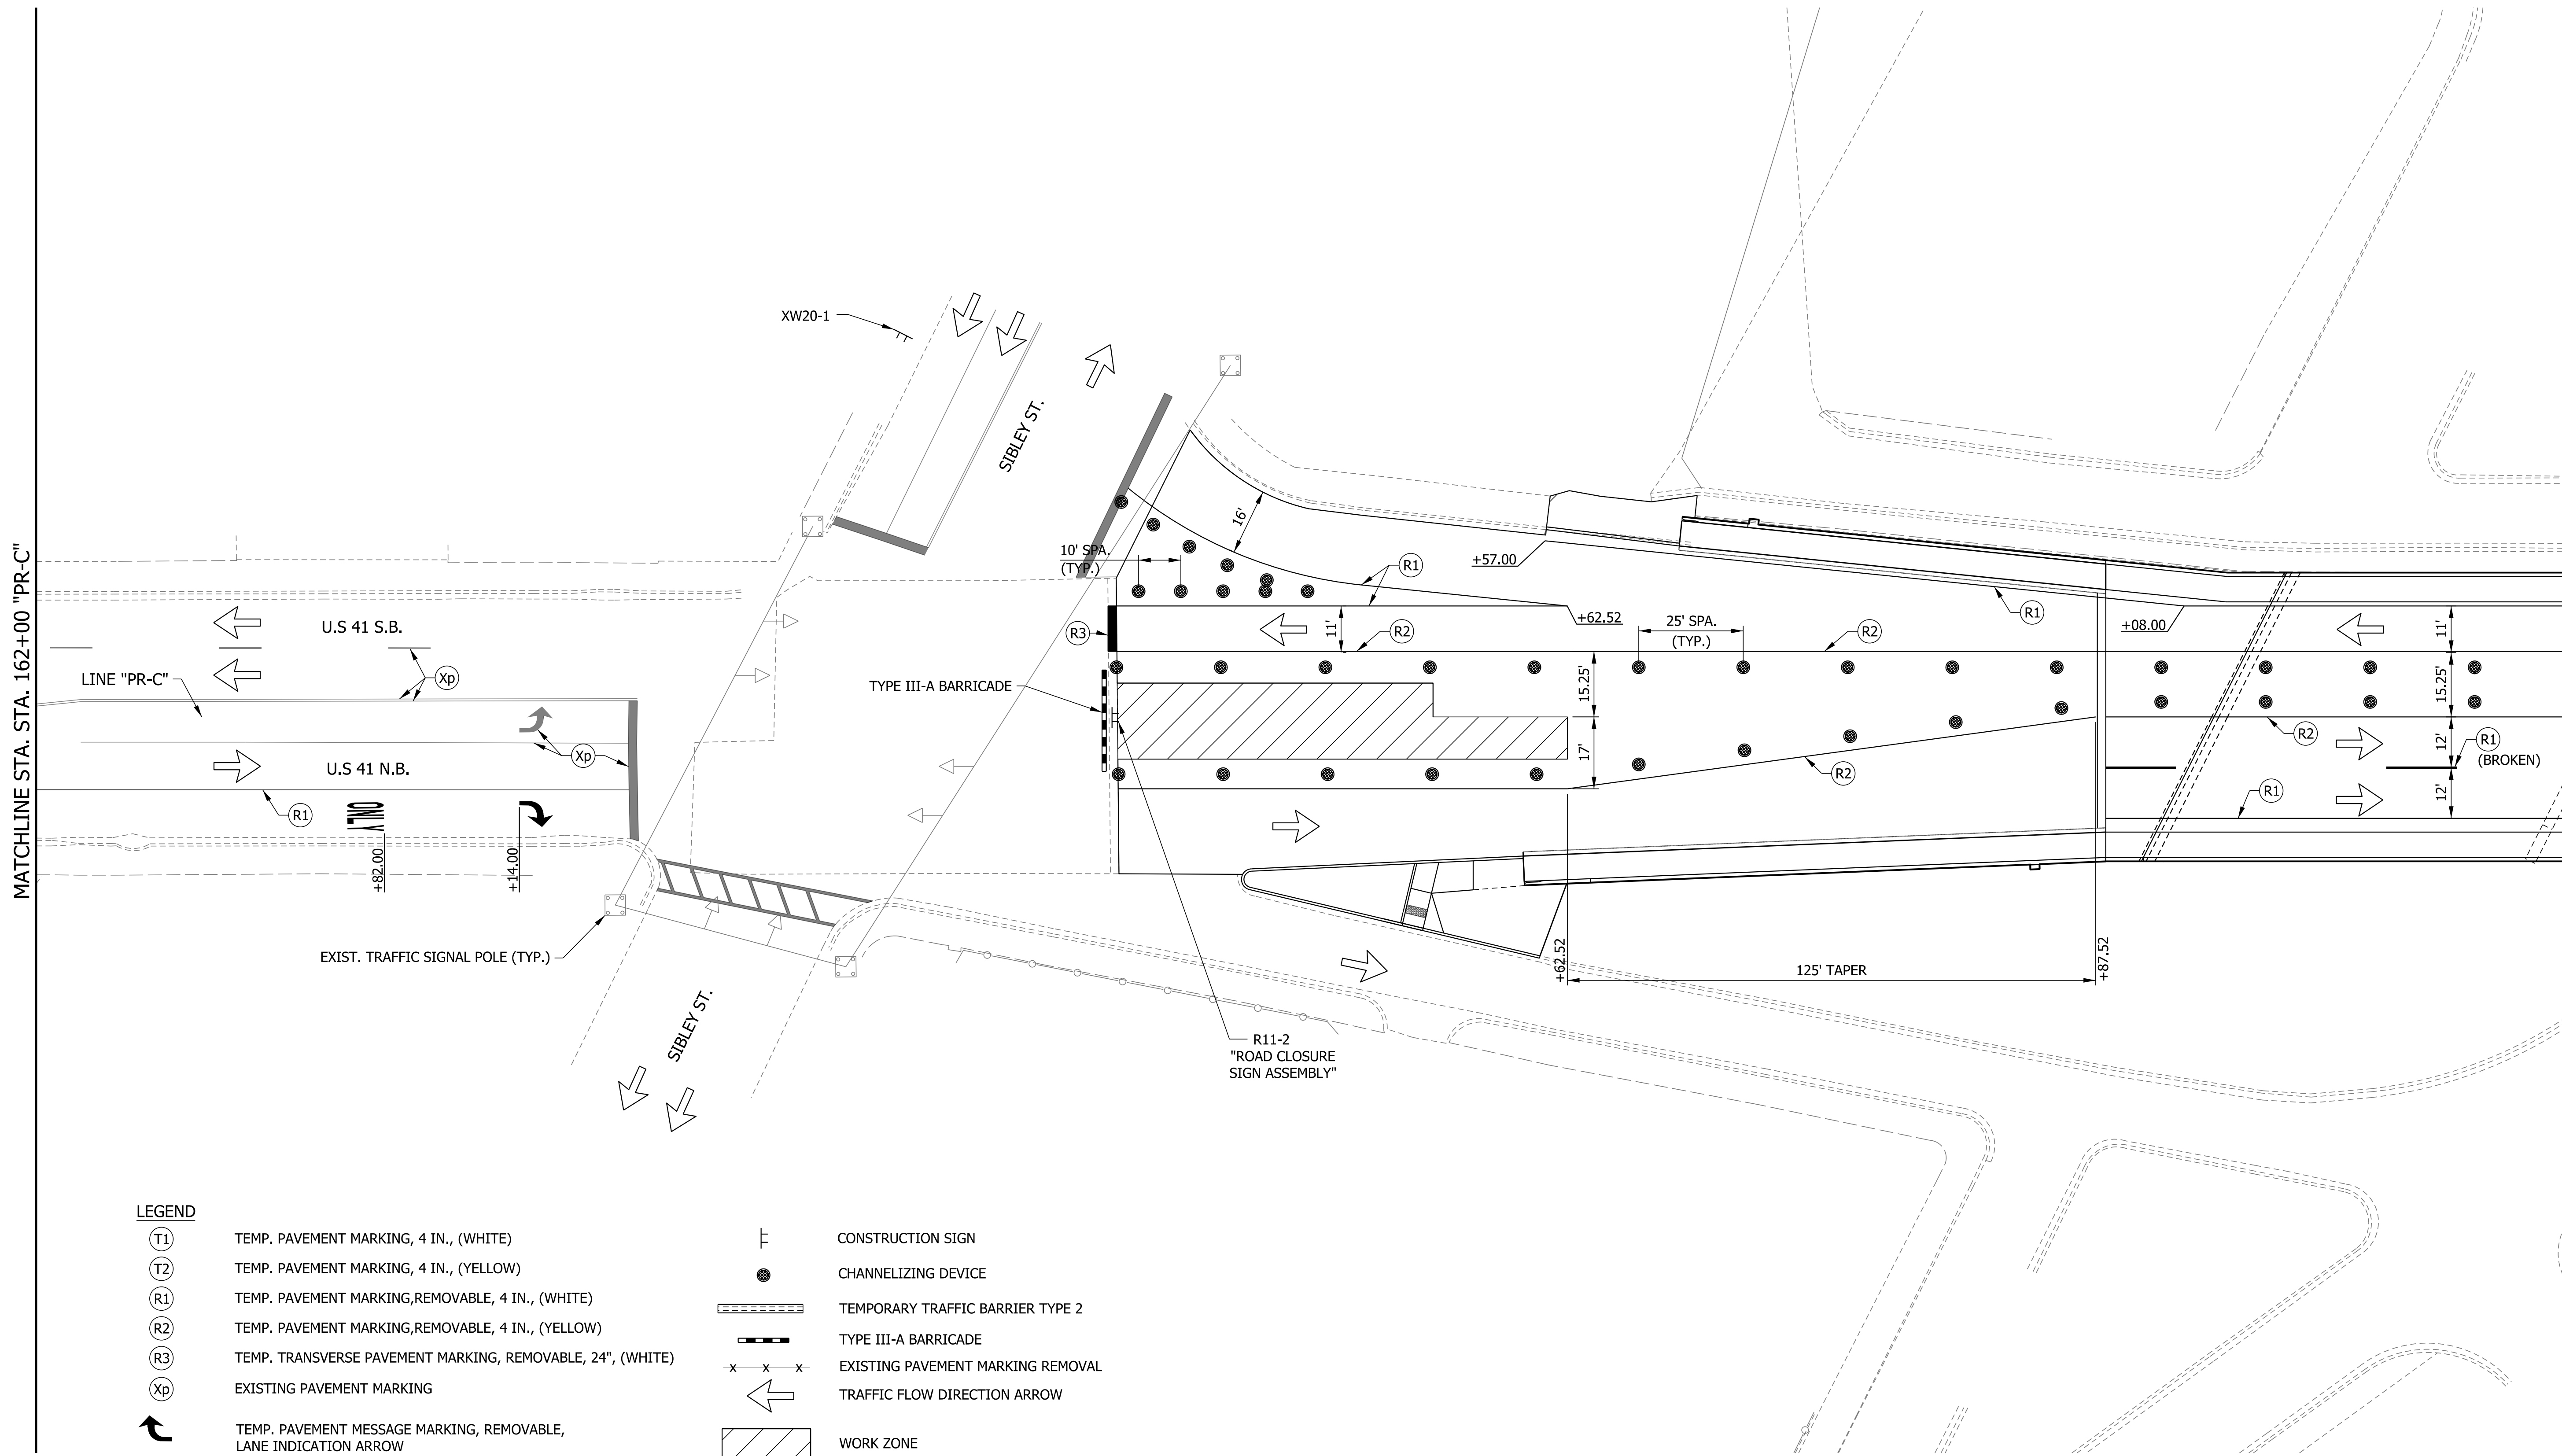 MATCHLINE STA. STA. 162+00 "PR-C"
XW20-1
SIBLEY ST.
16'
10' SPA.
(TYP.)
R1
+57.00
R1
U.S 41 S.B.
R3
11'
R2
+62.52
25' SPA.
(TYP.)
R2
+08.00
11'
LINE "PR-C"
Xp
TYPE III-A BARRICADE
15.25'
15.25'
Xp
U.S 41 N.B.
17'
R2
R2
12'
R1
(BROKEN)
R1
ONLY
R1
12'
+82.00
+14.00
EXIST. TRAFFIC SIGNAL POLE (TYP.)
+62.52
125' TAPER
+87.52
SIBLEY ST.
R11-2
"ROAD CLOSURE
SIGN ASSEMBLY"
LEGEND
T1 TEMP. PAVEMENT MARKING, 4 IN., (WHITE)
T2 TEMP. PAVEMENT MARKING, 4 IN., (YELLOW)
R1 TEMP. PAVEMENT MARKING,REMOVABLE, 4 IN., (WHITE)
R2 TEMP. PAVEMENT MARKING,REMOVABLE, 4 IN., (YELLOW)
R3 TEMP. TRANSVERSE PAVEMENT MARKING, REMOVABLE, 24", (WHITE)
Xp EXISTING PAVEMENT MARKING
TEMP. PAVEMENT MESSAGE MARKING, REMOVABLE,
LANE INDICATION ARROW
CONSTRUCTION SIGN
CHANNELIZING DEVICE
TEMPORARY TRAFFIC BARRIER TYPE 2
TYPE III-A BARRICADE
x x x EXISTING PAVEMENT MARKING REMOVAL
TRAFFIC FLOW DIRECTION ARROW
WORK ZONE